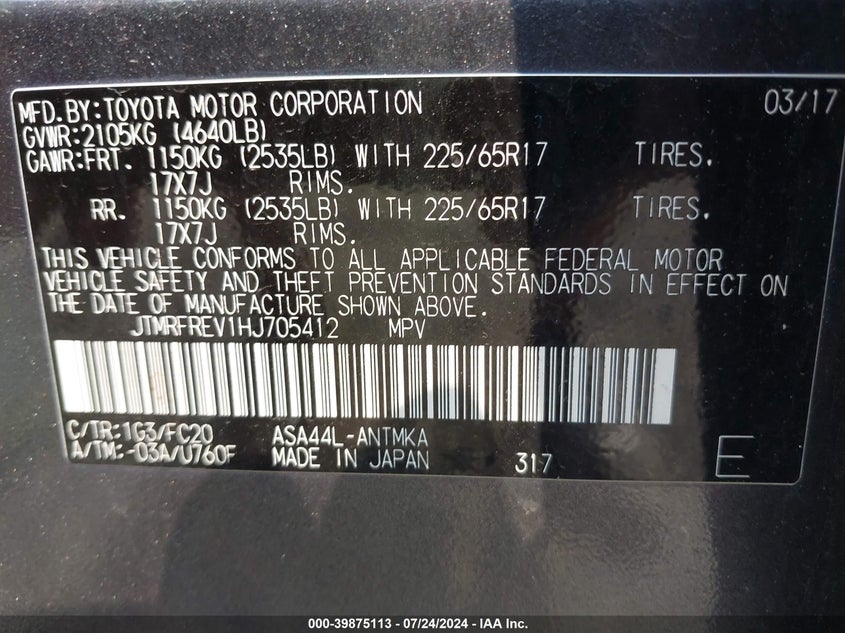 MFD.BY:TOYOTA MOTOR CORPORATION 03/17
GVWR:2105KG (4640LB)
GAWR:FRT. 1150KG (2535LB) WITH 225/65R17 TIRES.
17X7J RIMS.
RR. 1150KG (2535LB) WITH 225/65R17 TIRES.
17X7J RIMS.
THIS VEHICLE CONFORMS TO ALL APPLICABLE FEDERAL MOTOR
VEHICLE SAFETY AND THEFT PREVENTION STANDARDS IN EFFECT ON
THE DATE OF MANUFACTURE SHOWN ABOVE.
JTMRFREV1HJ705412 MPV
C/TR:1G3/FC20 ASA44L-ANTMKA
A/TM:-03A/U760F MADE IN JAPAN 317 E
000-39875113 - 07/24/2024 - IAA Inc.